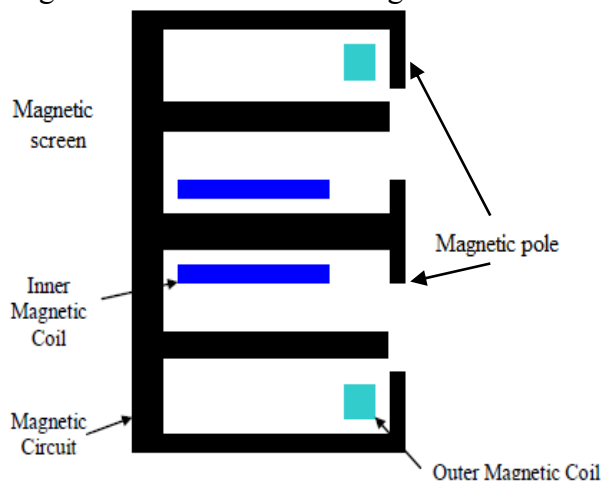 Magnetic
screen
Magnetic pole
Inner
Magnetic
Coil
Magnetic
Circuit
Outer Magnetic Coil